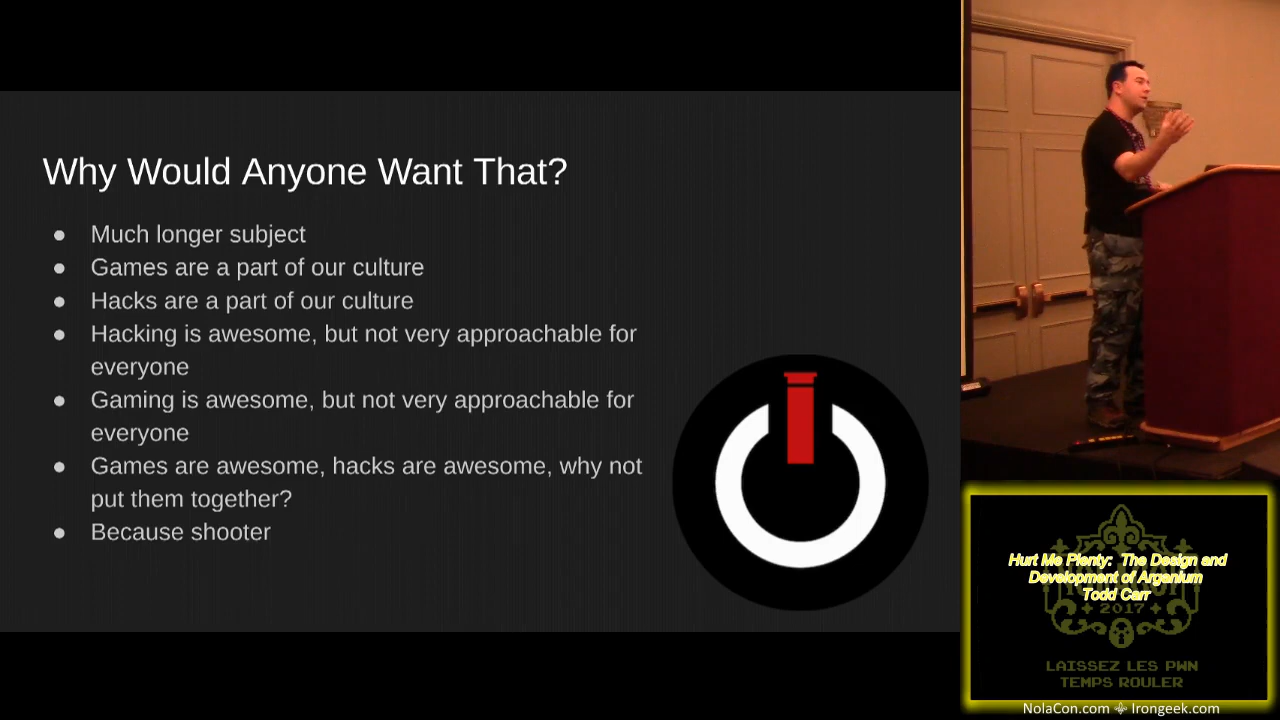 Why Would Anyone Want That?
● Much longer subject
● Games are a part of our culture
● Hacks are a part of our culture
● Hacking is awesome, but not very approachable for
everyone
● Gaming is awesome, but not very approachable for
everyone
● Games are awesome, hacks are awesome, why not
put them together?
● Because shooter
Hurt Me Plenty: The Design and
Development of Arganium
Todd Carr
2017
LAISSEZ LES PWN
TEMPS ROULER
NolaCon.com ⚜ Irongeek.com